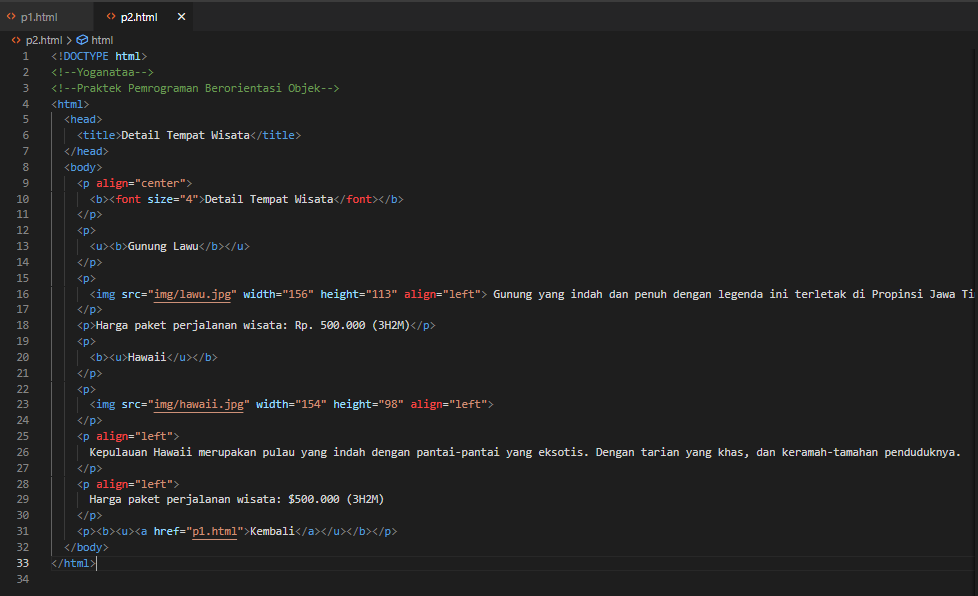 p1.html
p2.html
p2.html > html
1 <!DOCTYPE html>
2 <!--Yoganataa-->
3 <!--Praktek Pemrograman Berorientasi Objek-->
4 <html>
5 <head>
6 <title>Detail Tempat Wisata</title>
7 </head>
8 <body>
9 <p align="center">
10 <b><font size="4">Detail Tempat Wisata</font></b>
11 </p>
12 <p>
13 <u><b>Gunung Lawu</b></u>
14 </p>
15 <p>
16 <img src="img/lawu.jpg" width="156" height="113" align="left"> Gunung yang indah dan penuh dengan legenda ini terletak di Propinsi Jawa Ti
17 </p>
18 <p>Harga paket perjalanan wisata: Rp. 500.000 (3H2M)</p>
19 <p>
20 <b><u>Hawaii</u></b>
21 </p>
22 <p>
23 <img src="img/hawaii.jpg" width="154" height="98" align="left">
24 </p>
25 <p align="left">
26 Kepulauan Hawaii merupakan pulau yang indah dengan pantai-pantai yang eksotis. Dengan tarian yang khas, dan keramah-tamahan penduduknya.
27 </p>
28 <p align="left">
29 Harga paket perjalanan wisata: $500.000 (3H2M)
30 </p>
31 <p><b><u><a href="p1.html">Kembali</a></u></b></p>
32 </body>
33 </html>
34